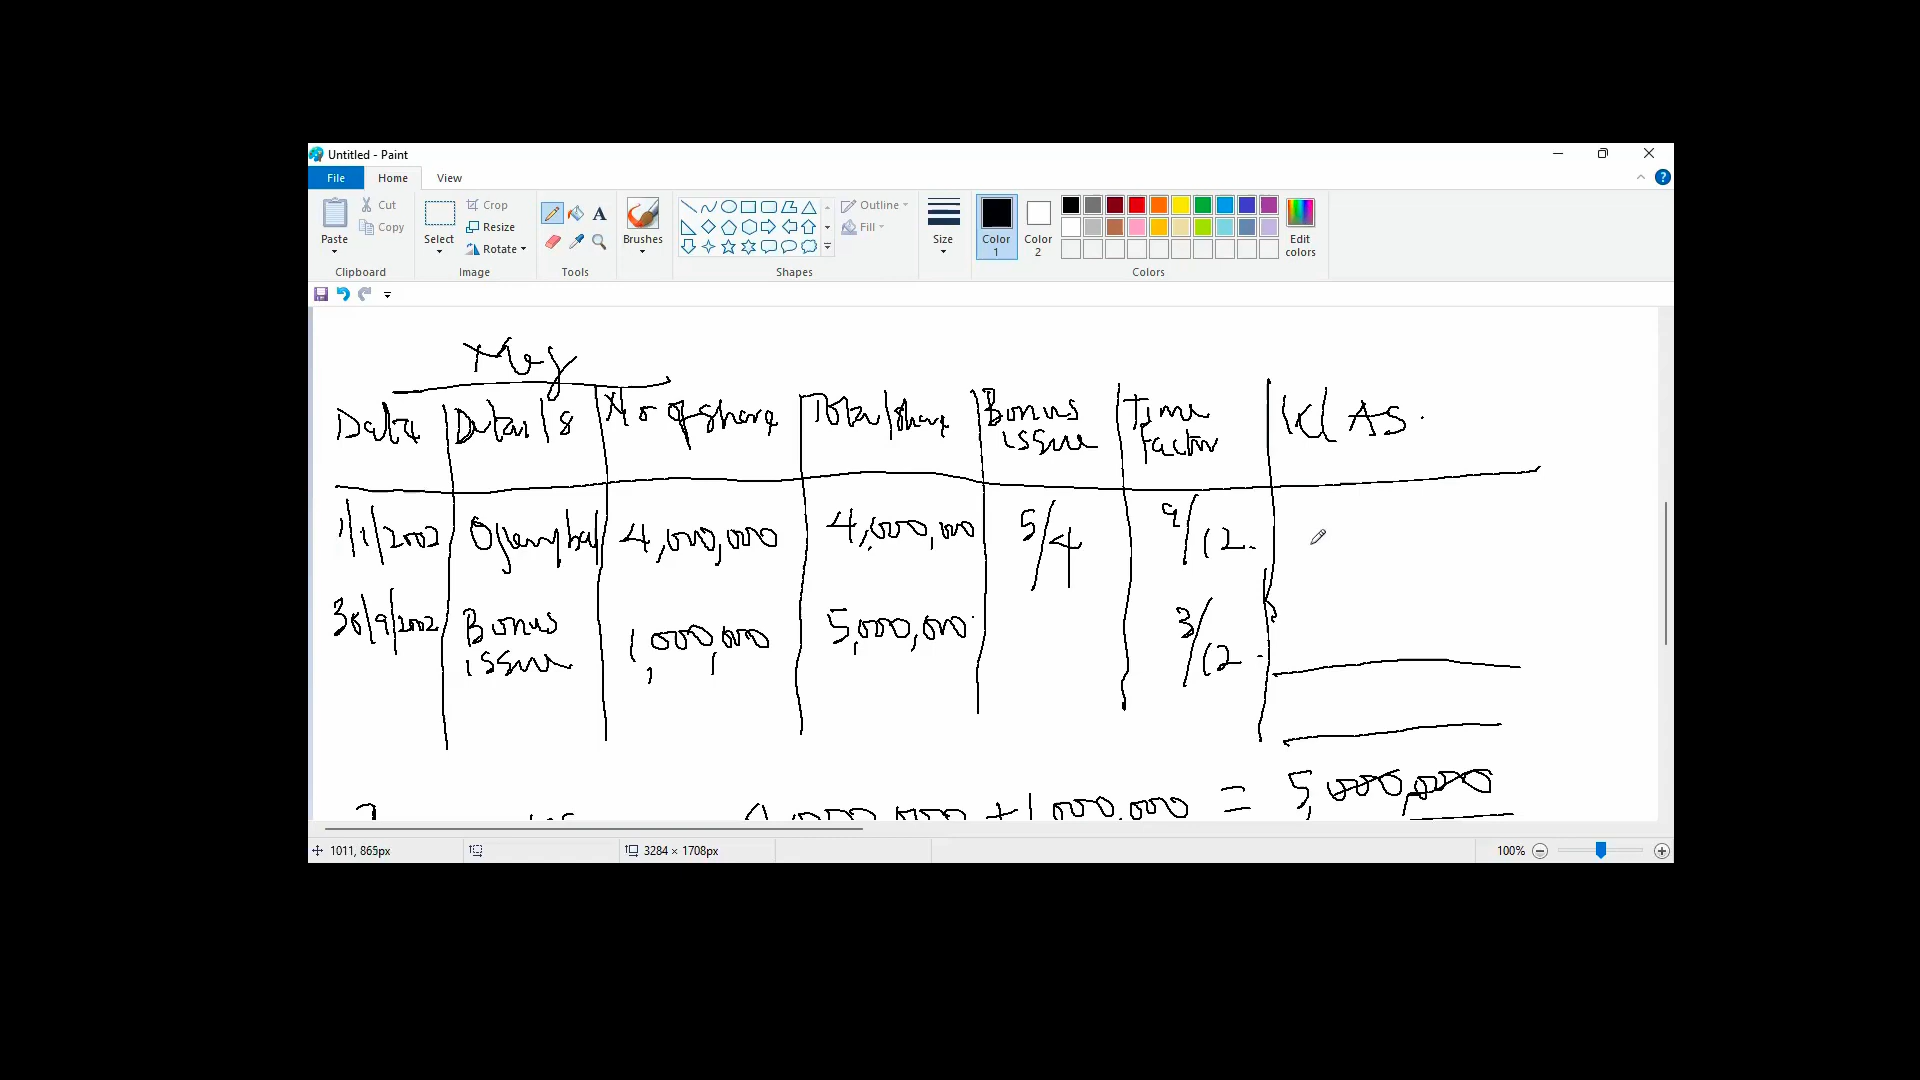 Untitled - Paint
File Home View
Cut
Copy
Paste
Clipboard
Select
Crop
Resize
Rotate
Image
Tools
Brushes
Shapes
Outline
Fill
Size
Color 1
Color 2
Edit colors
Colors
Date Details No of share Total share Bonus issue Time Factor WAS.
1/1/2002 Opening bal 4,000,000 4,000,000 5/4 9/12.
30/9/2002 Bonus issue 1,000,000 5,000,000 3/12.
+ 1,000,000 = 5,000,000
1011, 865px
3284 × 1708px
100%